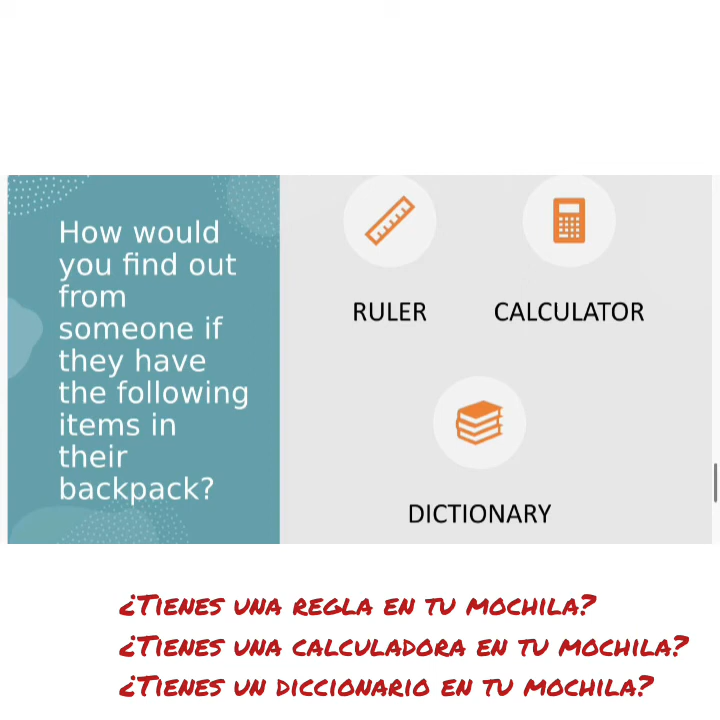 How would
you find out
from
someone if
they have
the following
items in
their
backpack?
RULER
CALCULATOR
DICTIONARY
¿TIENES UNA REGLA EN TU MOCHILA?
¿TIENES UNA CALCULADORA EN TU MOCHILA?
¿TIENES UN DICCIONARIO EN TU MOCHILA?